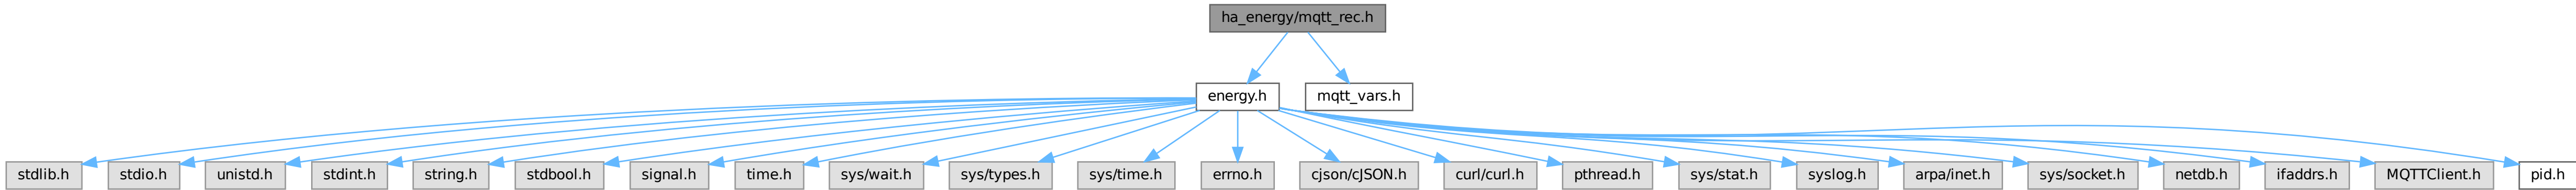 ha_energy/mqtt_rec.h
energy.h
mqtt_vars.h
stdlib.h
stdio.h
unistd.h
stdint.h
string.h
stdbool.h
signal.h
time.h
sys/wait.h
sys/types.h
sys/time.h
errno.h
cjson/cJSON.h
curl/curl.h
pthread.h
sys/stat.h
syslog.h
arpa/inet.h
sys/socket.h
netdb.h
ifaddrs.h
MQTTClient.h
pid.h